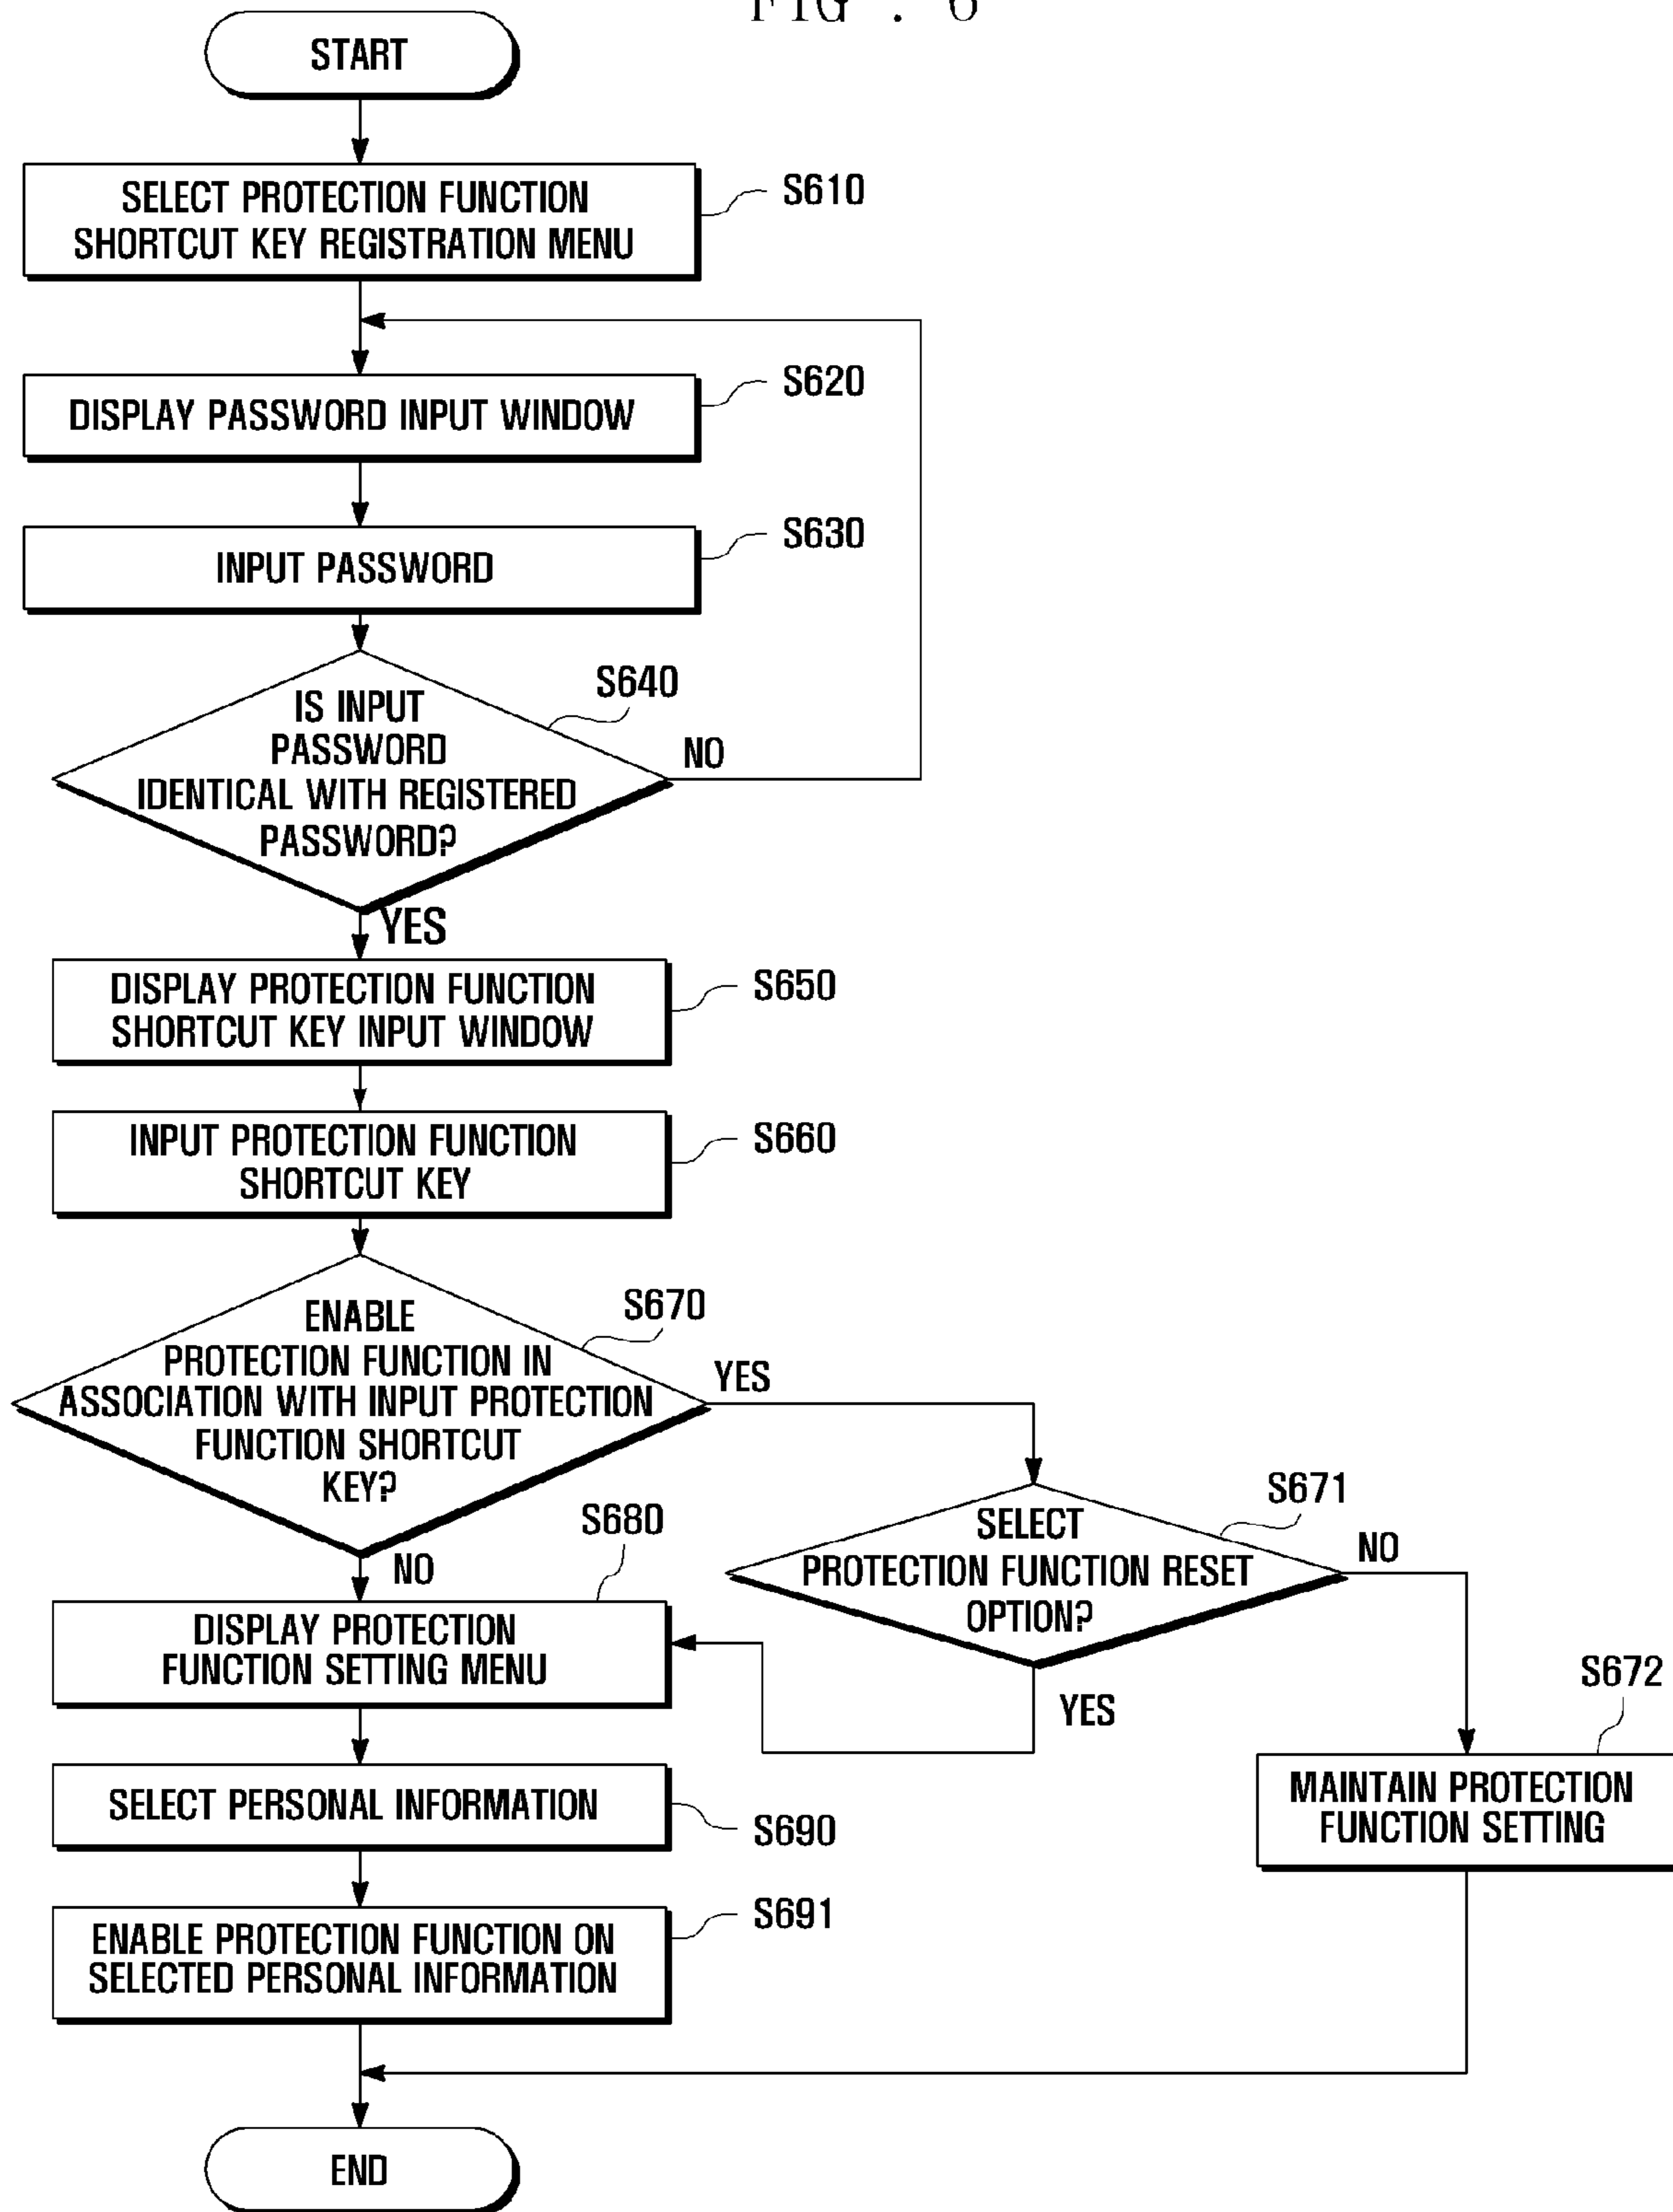 FIG . 6
START
SELECT PROTECTION FUNCTION
SHORTCUT KEY REGISTRATION MENU
S610
DISPLAY PASSWORD INPUT WINDOW
S620
INPUT PASSWORD
S630
IS INPUT
PASSWORD
IDENTICAL WITH REGISTERED
PASSWORD?
S640
NO
YES
DISPLAY PROTECTION FUNCTION
SHORTCUT KEY INPUT WINDOW
S650
INPUT PROTECTION FUNCTION
SHORTCUT KEY
S660
ENABLE
PROTECTION FUNCTION IN
ASSOCIATION WITH INPUT PROTECTION
FUNCTION SHORTCUT
KEY?
S670
YES
NO
SELECT
PROTECTION FUNCTION RESET
OPTION?
S671
NO
YES
S680
DISPLAY PROTECTION
FUNCTION SETTING MENU
S672
MAINTAIN PROTECTION
FUNCTION SETTING
SELECT PERSONAL INFORMATION
S690
ENABLE PROTECTION FUNCTION ON
SELECTED PERSONAL INFORMATION
S691
END